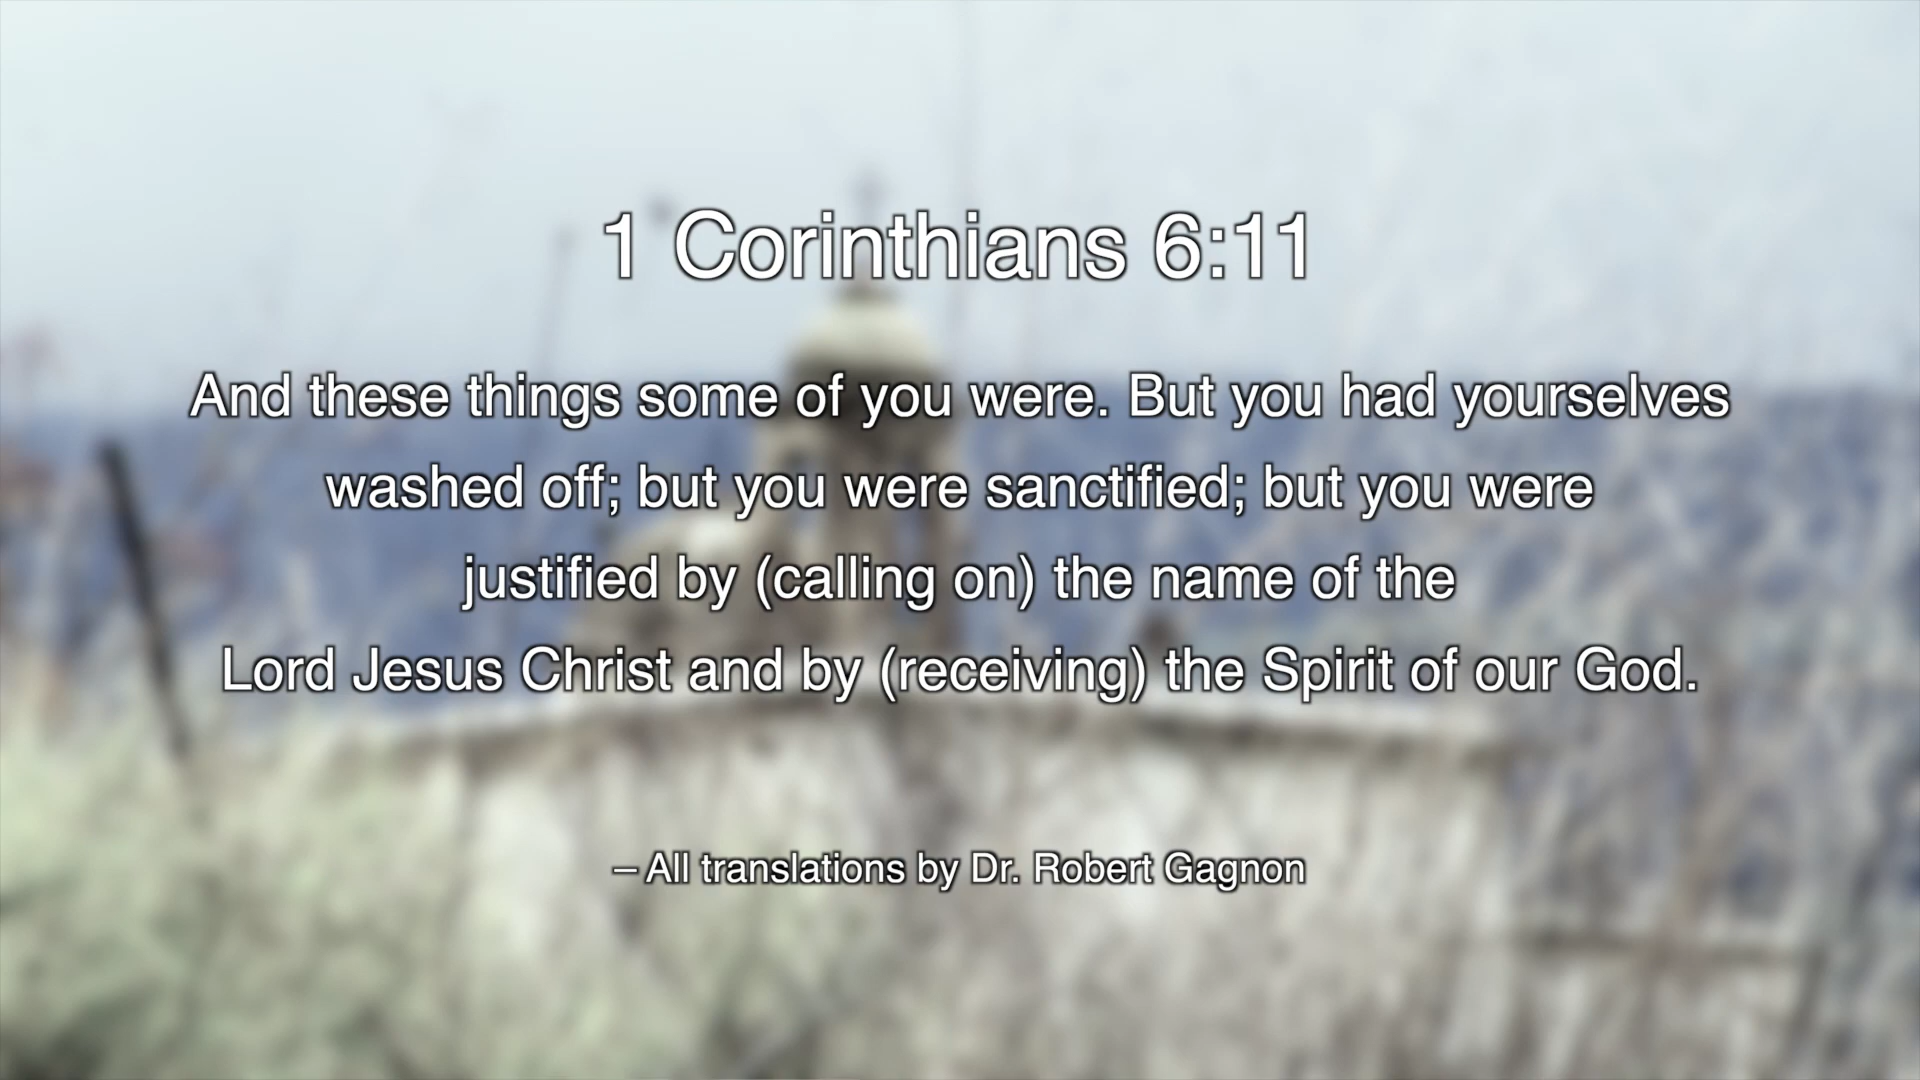 1 Corinthians 6:11
And these things some of you were. But you had yourselves
washed off; but you were sanctified; but you were
justified by (calling on) the name of the
Lord Jesus Christ and by (receiving) the Spirit of our God.
– All translations by Dr. Robert Gagnon